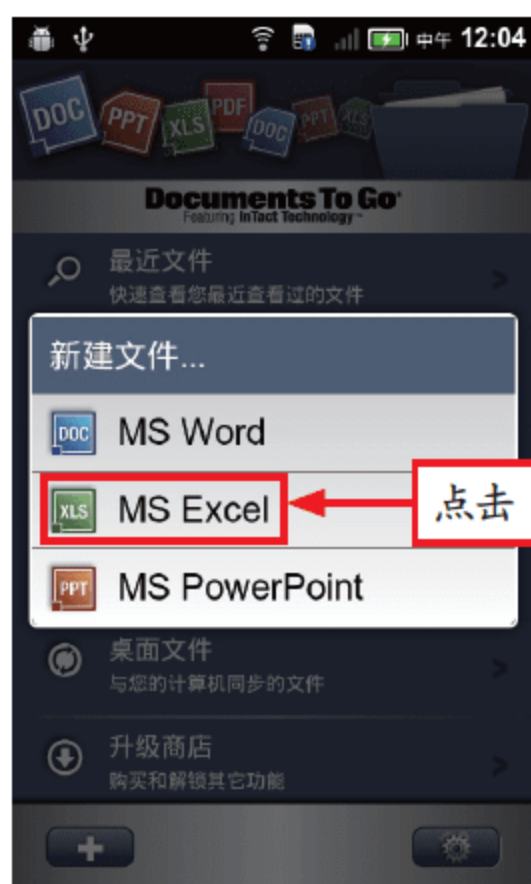 中午 12:04
DOC PPT XLS PDF DOC PPT XLS
Documents To Go
Featuring InTact Technology
最近文件
快速查看您最近查看过的文件
新建文件...
DOC MS Word
XLS MS Excel
点击
PPT MS PowerPoint
桌面文件
与您的计算机同步的文件
升级商店
购买和解锁其它功能